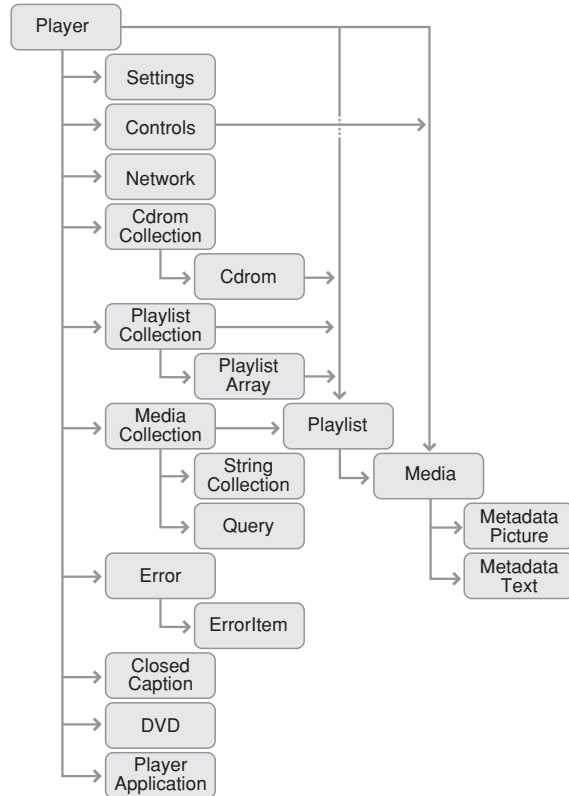 Player
Settings
Controls
Network
Cdrom
Collection
Cdrom
Playlist
Collection
Playlist
Array
Media
Collection
Playlist
String
Collection
Media
Query
Metadata
Picture
Error
Metadata
Text
ErrorItem
Closed
Caption
DVD
Player
Application